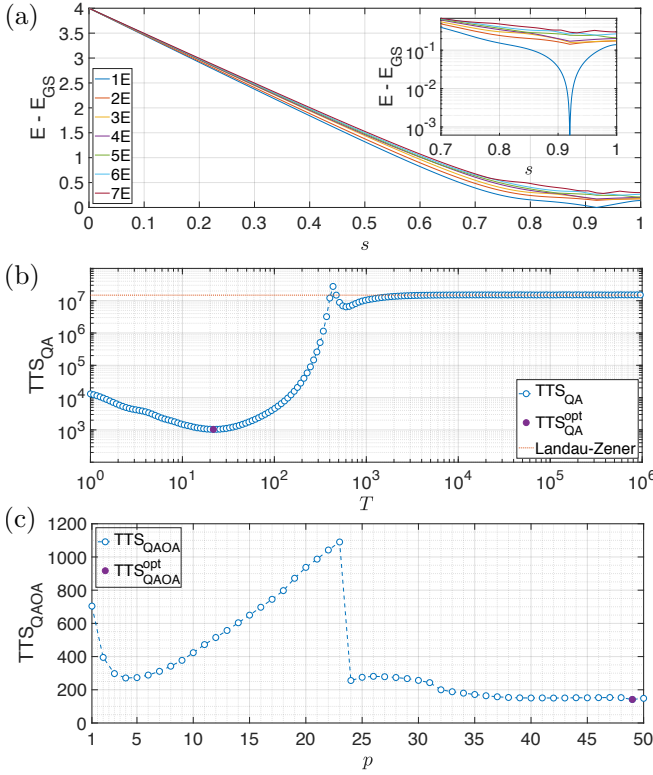 (a)
4
3.5
3
2.5
2
1.5
1
0.5
0
E - E_GS
1E
2E
3E
4E
5E
6E
7E
0 0.1 0.2 0.3 0.4 0.5 0.6 0.7 0.8 0.9 1
s
10^-1
10^-2
10^-3
E - E_GS
0.7 0.8 0.9 1
s
(b)
10^7
10^6
10^5
10^4
10^3
TTS_QA
TTS_QA
TTS_QA^opt
Landau-Zener
10^0 10^1 10^2 10^3 10^4 10^5 10^6
T
(c)
1200
1000
800
600
400
200
0
TTS_QAOA
TTS_QAOA
TTS_QAOA^opt
1 5 10 15 20 25 30 35 40 45 50
p